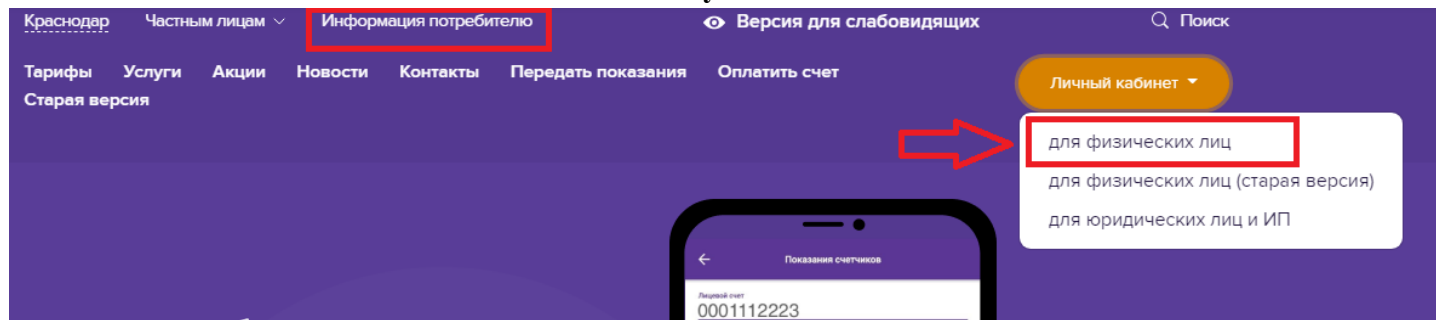 Краснодар Частным лицам Информация потребителю Версия для слабовидящих Поиск
Тарифы Услуги Акции Новости Контакты Передать показания Оплатить счет Личный кабинет
Старая версия
для физических лиц
для физических лиц (старая версия)
для юридических лиц и ИП
Показания счетчиков
Лицевой счет
0001112223